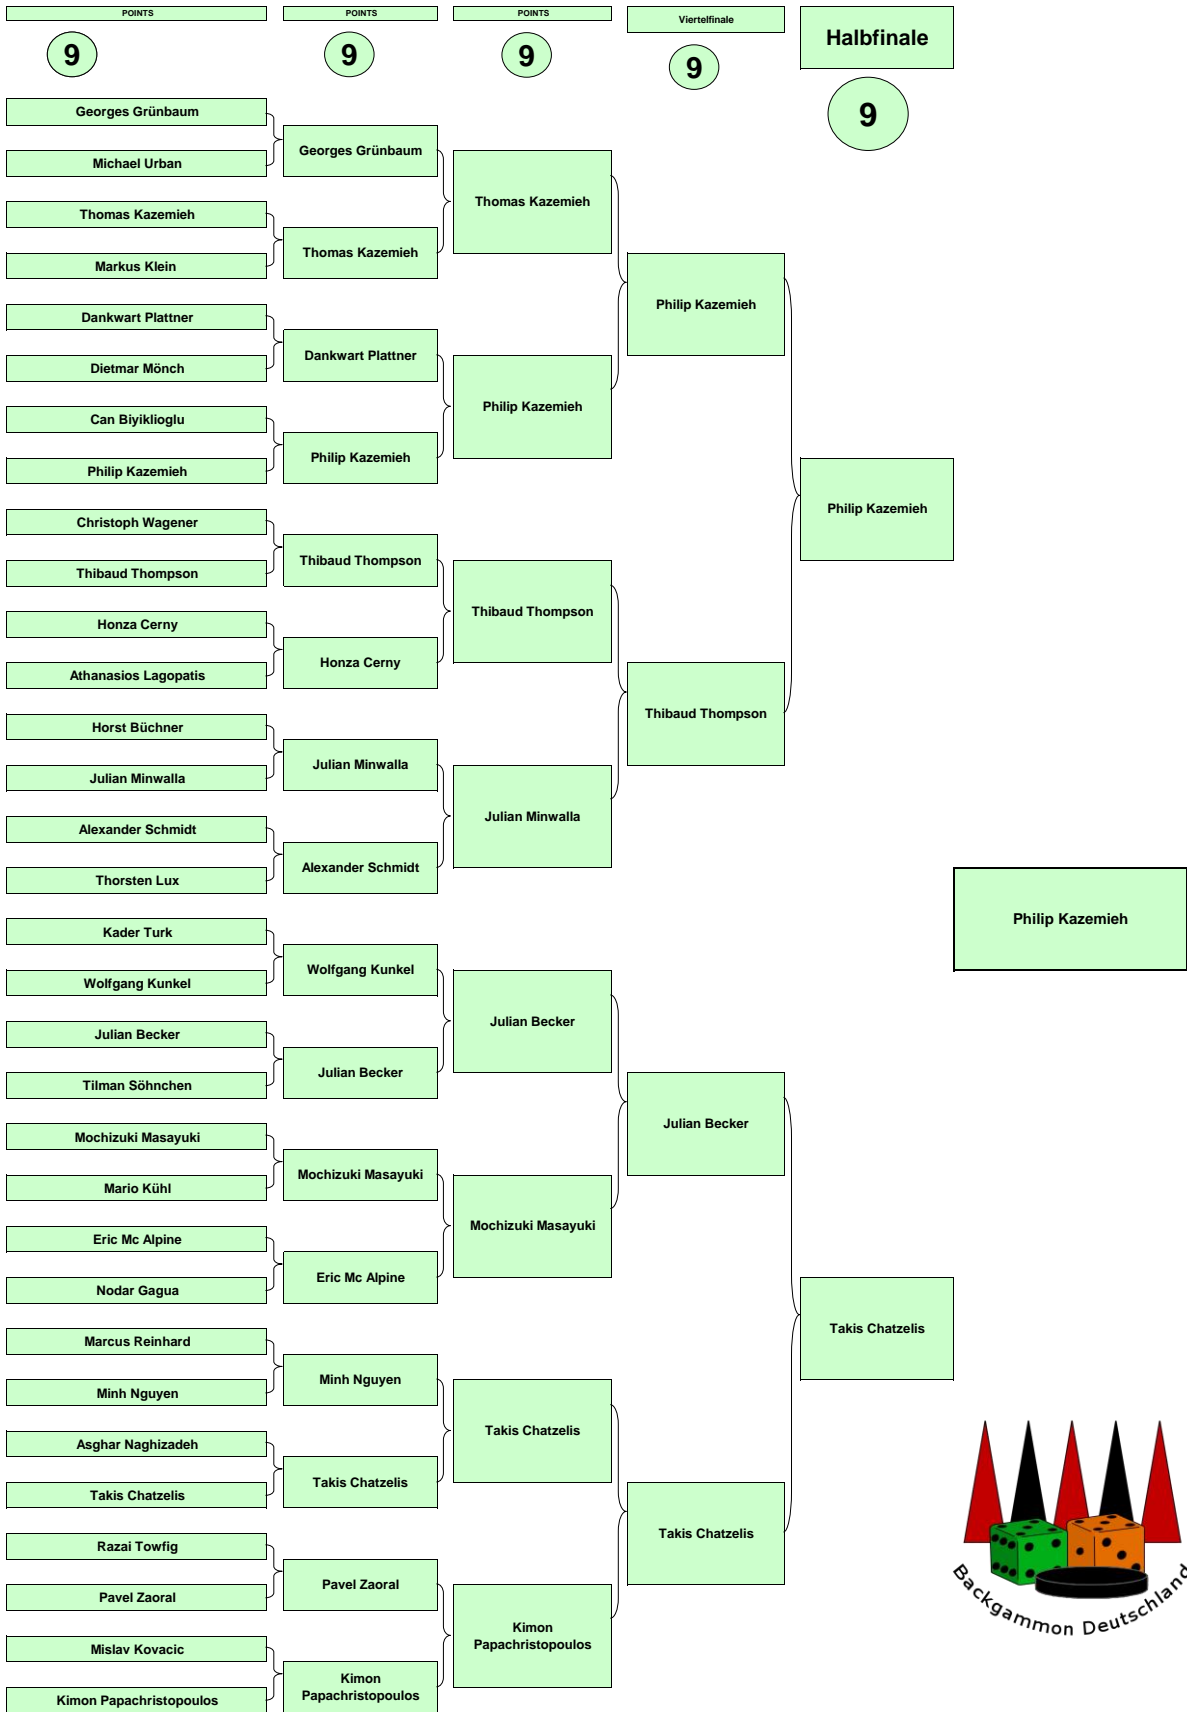 POINTS
POINTS
POINTS
Viertelfinale
Halbfinale
9
9
9
9
9
Georges Grünbaum
Michael Urban
Thomas Kazemieh
Markus Klein
Dankwart Plattner
Dietmar Mönch
Can Biyiklioglu
Philip Kazemieh
Christoph Wagener
Thibaud Thompson
Honza Cerny
Athanasios Lagopatis
Horst Büchner
Julian Minwalla
Alexander Schmidt
Thorsten Lux
Kader Turk
Wolfgang Kunkel
Julian Becker
Tilman Söhnchen
Mochizuki Masayuki
Mario Kühl
Eric Mc Alpine
Nodar Gagua
Marcus Reinhard
Minh Nguyen
Asghar Naghizadeh
Takis Chatzelis
Razai Towfig
Pavel Zaoral
Mislav Kovacic
Kimon Papachristopoulos
Georges Grünbaum
Thomas Kazemieh
Dankwart Plattner
Philip Kazemieh
Thibaud Thompson
Honza Cerny
Julian Minwalla
Alexander Schmidt
Wolfgang Kunkel
Julian Becker
Mochizuki Masayuki
Eric Mc Alpine
Minh Nguyen
Takis Chatzelis
Pavel Zaoral
Kimon
Papachristopoulos
Thomas Kazemieh
Philip Kazemieh
Thibaud Thompson
Julian Minwalla
Julian Becker
Mochizuki Masayuki
Takis Chatzelis
Kimon
Papachristopoulos
Philip Kazemieh
Thibaud Thompson
Julian Becker
Takis Chatzelis
Philip Kazemieh
Takis Chatzelis
Philip Kazemieh
Backgammon Deutschland